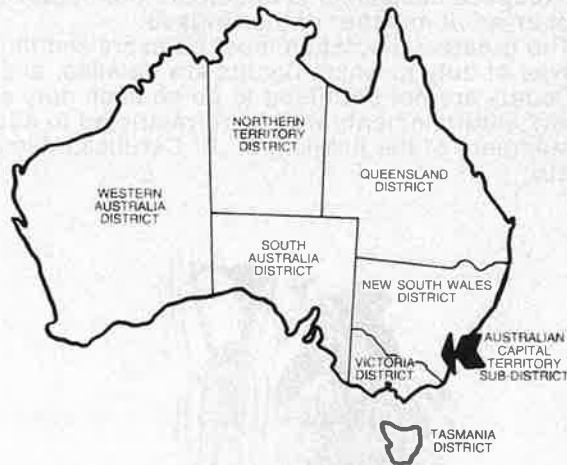 NORTHERN
TERRITORY
DISTRICT
QUEENSLAND
DISTRICT
WESTERN
AUSTRALIA
DISTRICT
SOUTH
AUSTRALIA
DISTRICT
NEW SOUTH WALES
DISTRICT
AUSTRALIAN
CAPITAL
TERRITORY
SUB-DISTRICT
VICTORIA
DISTRICT
TASMANIA
DISTRICT